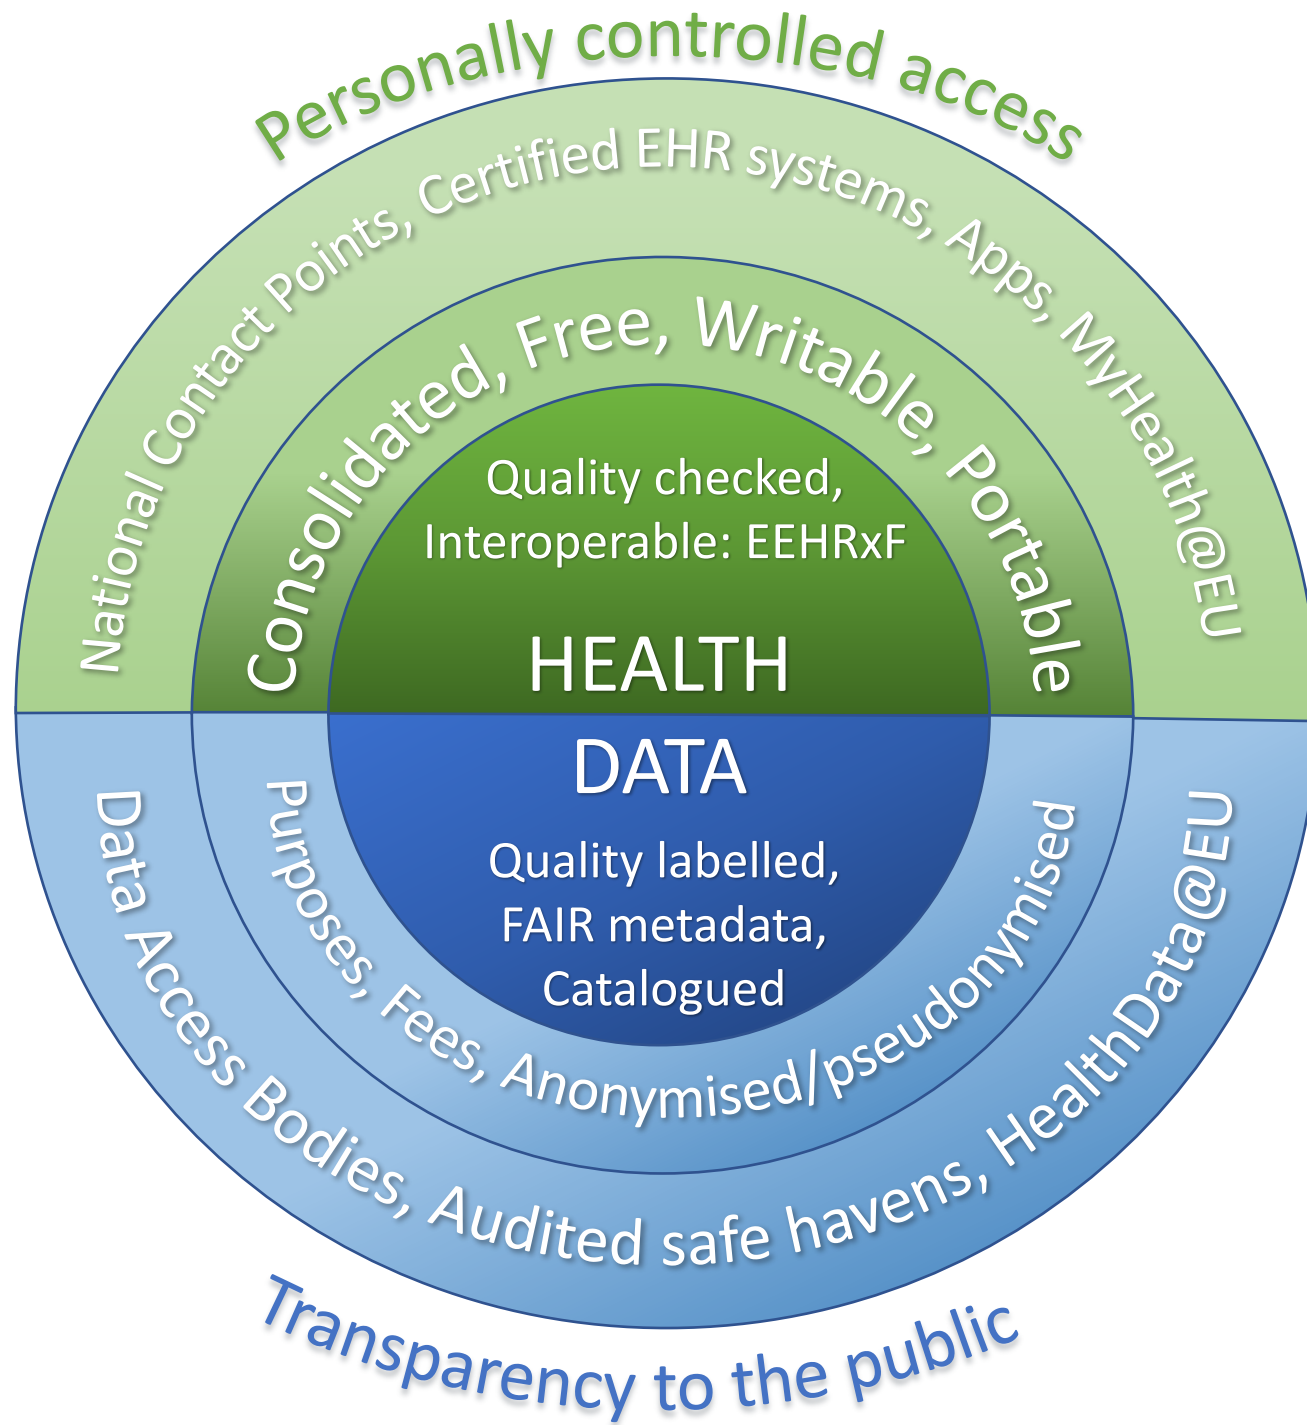 Personally controlled access
National Contact Points, Certified EHR systems, Apps, MyHealth@EU
Consolidated, Free, Writable, Portable
Quality checked,
Interoperable: EEHRxF
HEALTH
DATA
Quality labelled,
FAIR metadata,
Catalogued
Purposes, Fees, Anonymised/pseudonymised
Data Access Bodies, Audited safe havens, HealthData@EU
Transparency to the public